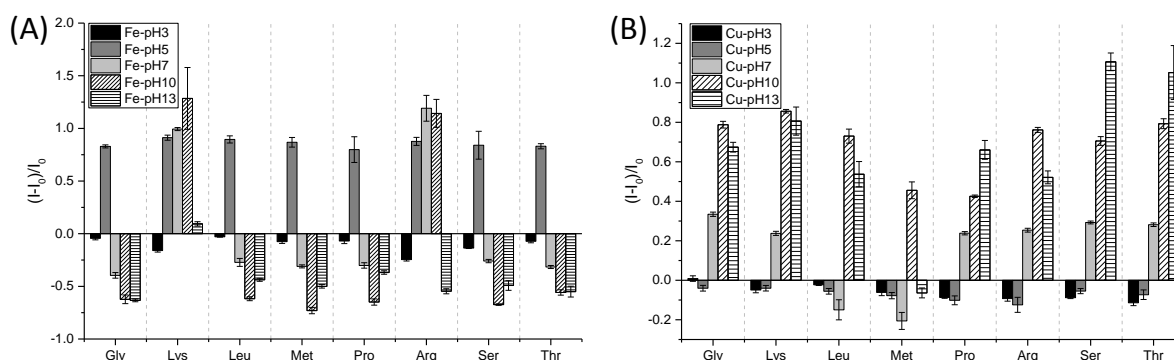 (A)
2.0
1.5
1.0
0.5
0.0
-0.5
-1.0
(I-I0)/I0
Fe-pH3
Fe-pH5
Fe-pH7
Fe-pH10
Fe-pH13
Gly Lys Leu Met Pro Arg Ser Thr
(B)
1.2
1.0
0.8
0.6
0.4
0.2
0.0
-0.2
(I-I0)/I0
Cu-pH3
Cu-pH5
Cu-pH7
Cu-pH10
Cu-pH13
Gly Lys Leu Met Pro Arg Ser Thr